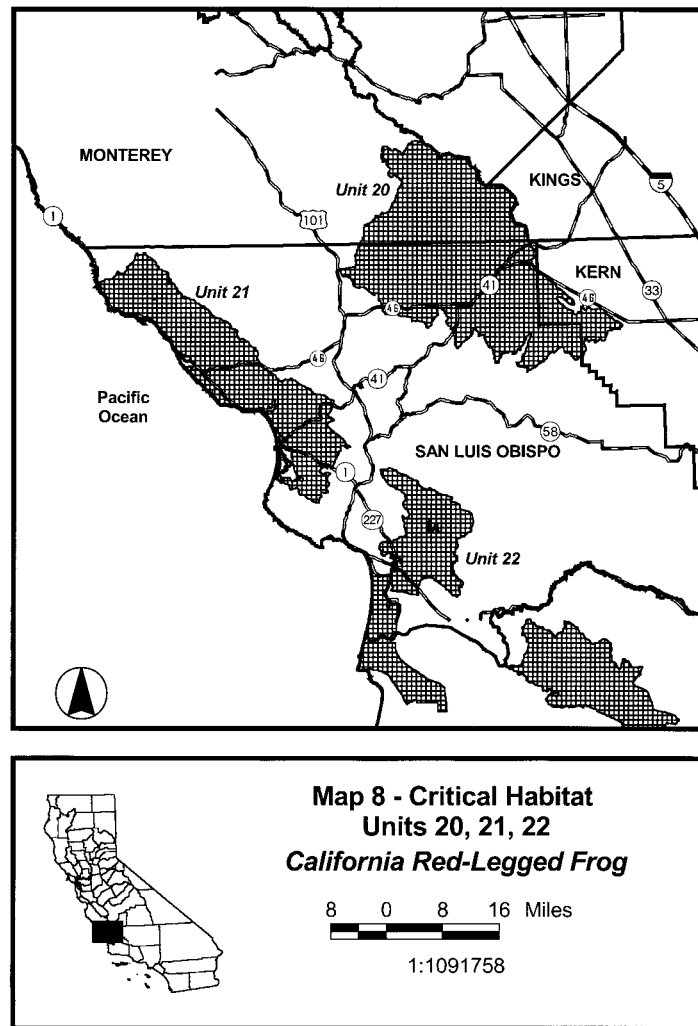 MONTEREY
Unit 20
KINGS
5
1
101
Unit 21
41
KERN
46
33
46
46
41
Pacific
Ocean
58
SAN LUIS OBISPO
1
227
Unit 22
Map 8 - Critical Habitat
Units 20, 21, 22
California Red-Legged Frog
8 0 8 16 Miles
1:1091758